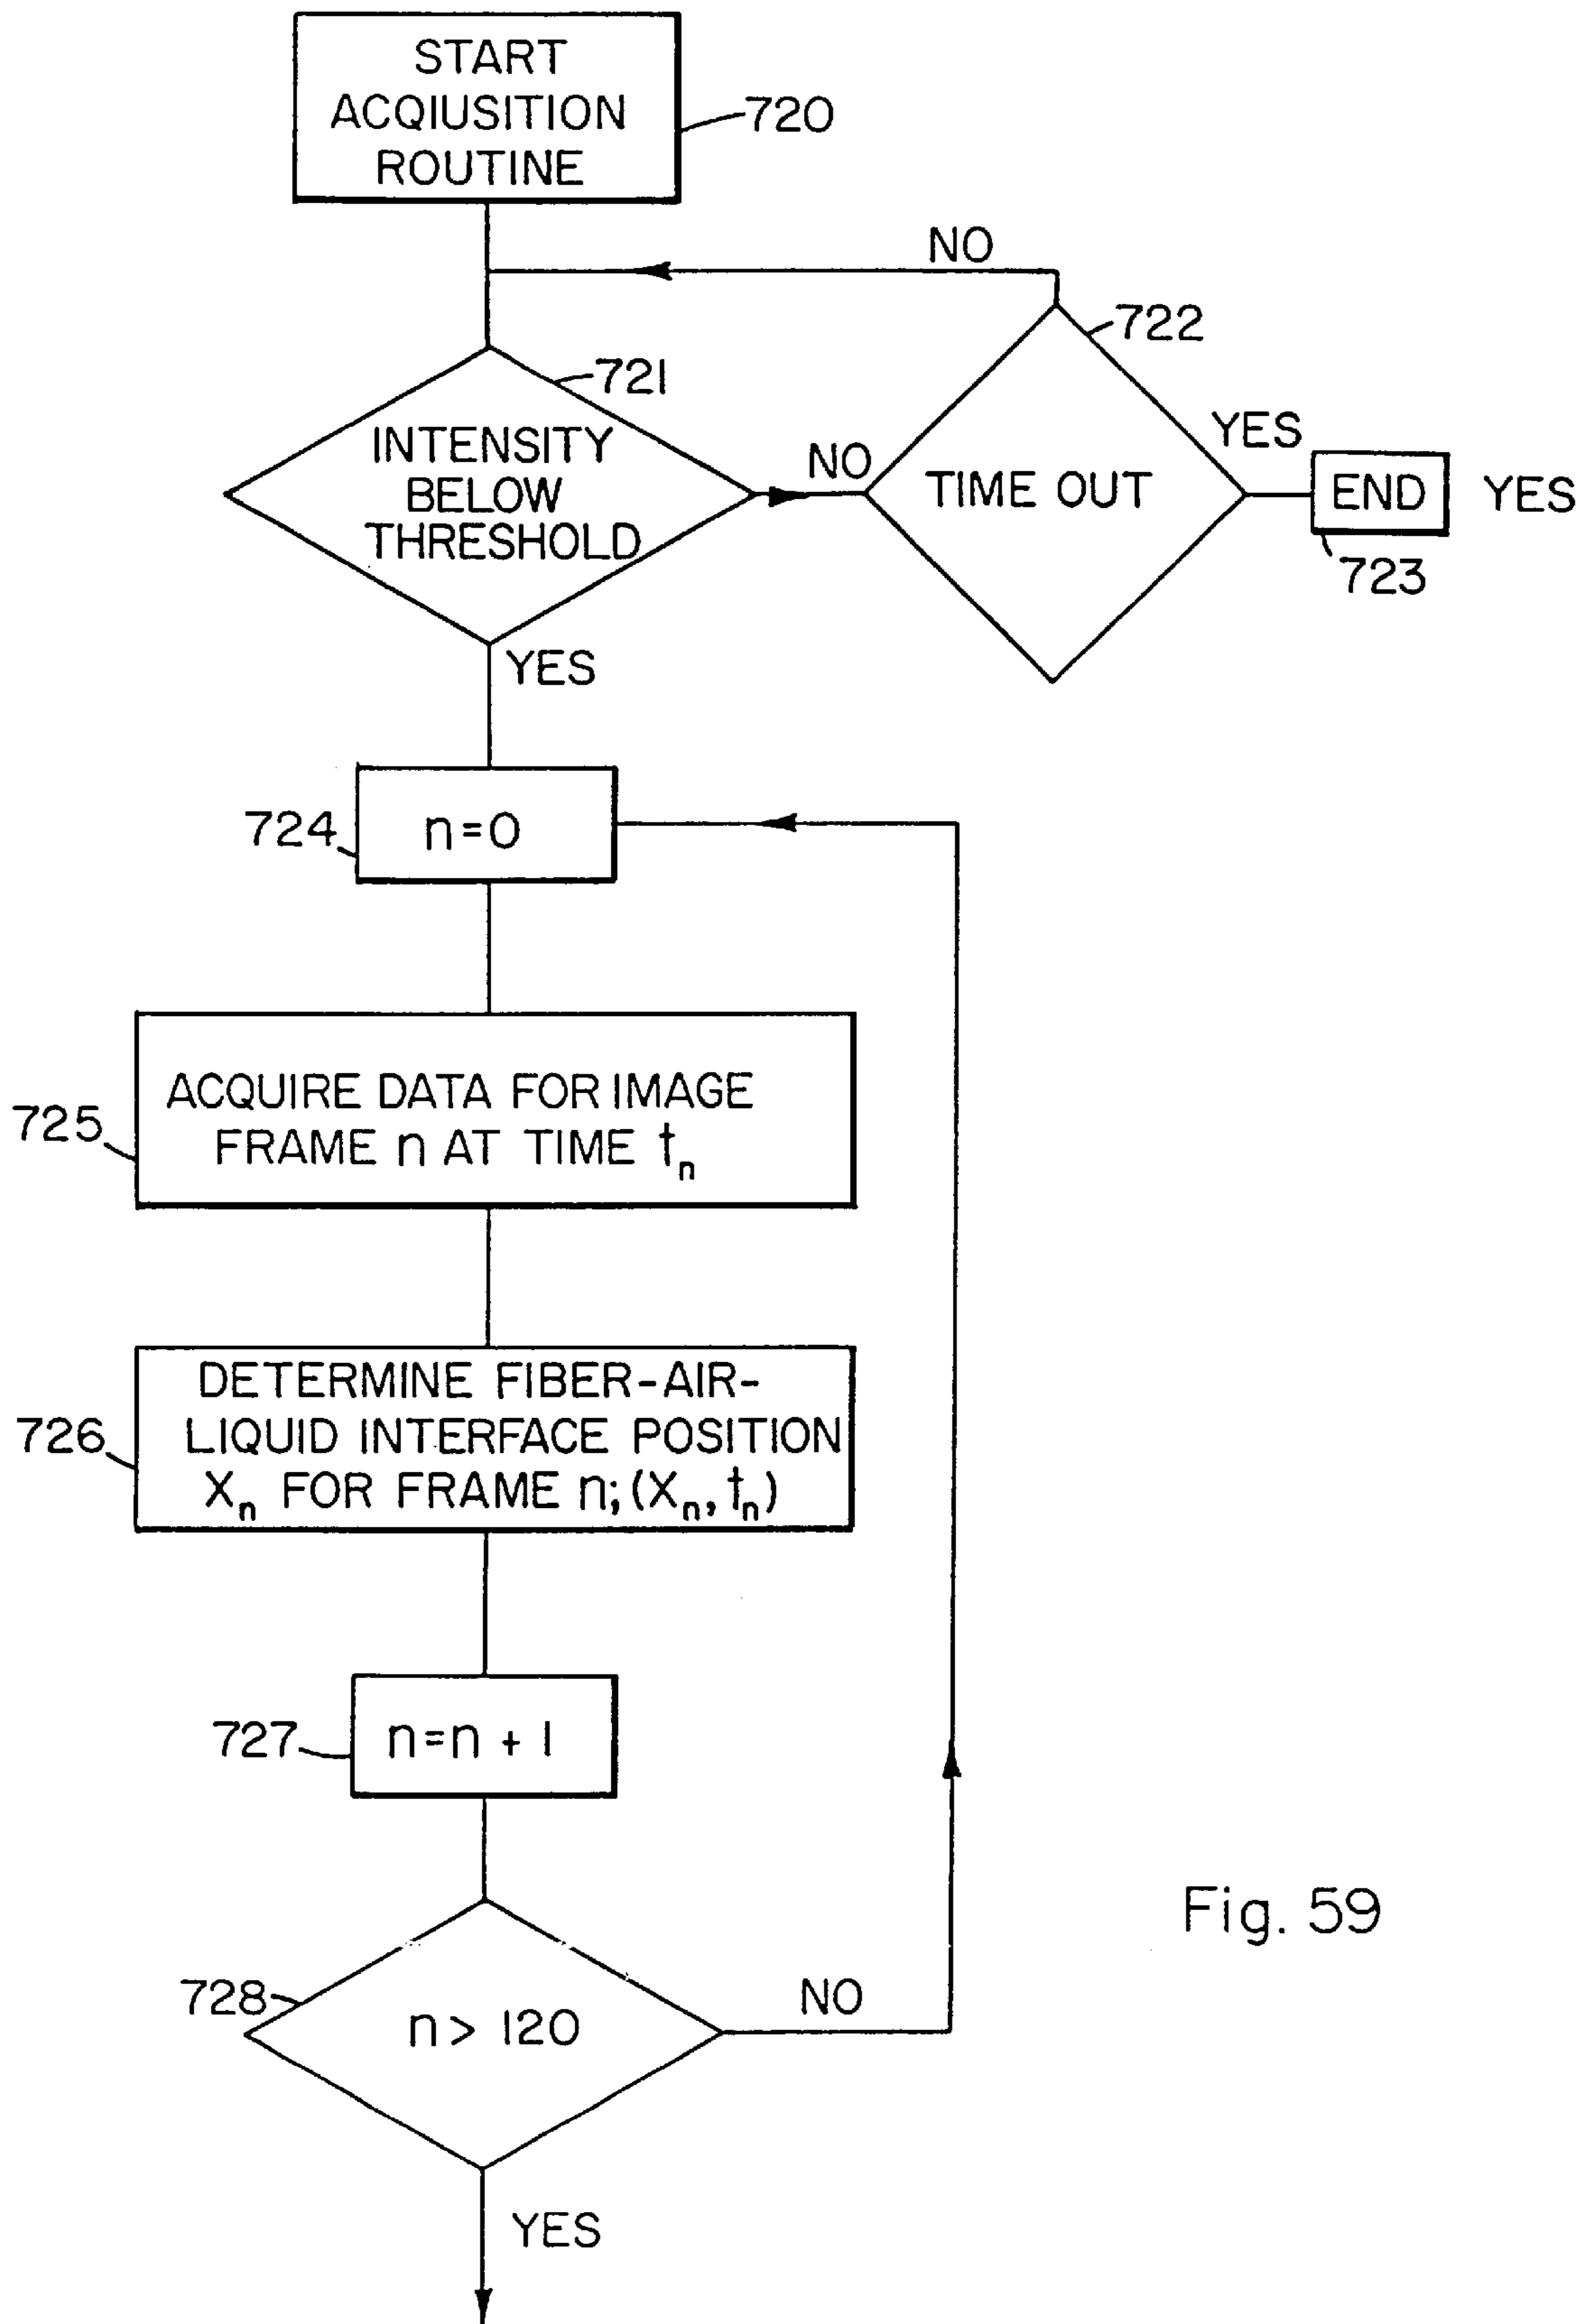 START
ACQIUSITION
ROUTINE
720
NO
722
721
INTENSITY
BELOW
THRESHOLD
NO
TIME OUT
YES
END
YES
723
YES
724
n=0
725
ACQUIRE DATA FOR IMAGE
FRAME n AT TIME tₙ
726
DETERMINE FIBER-AIR-
LIQUID INTERFACE POSITION
Xₙ FOR FRAME n; (Xₙ, tₙ)
727
n=n + 1
728
n > 120
NO
YES
Fig. 59